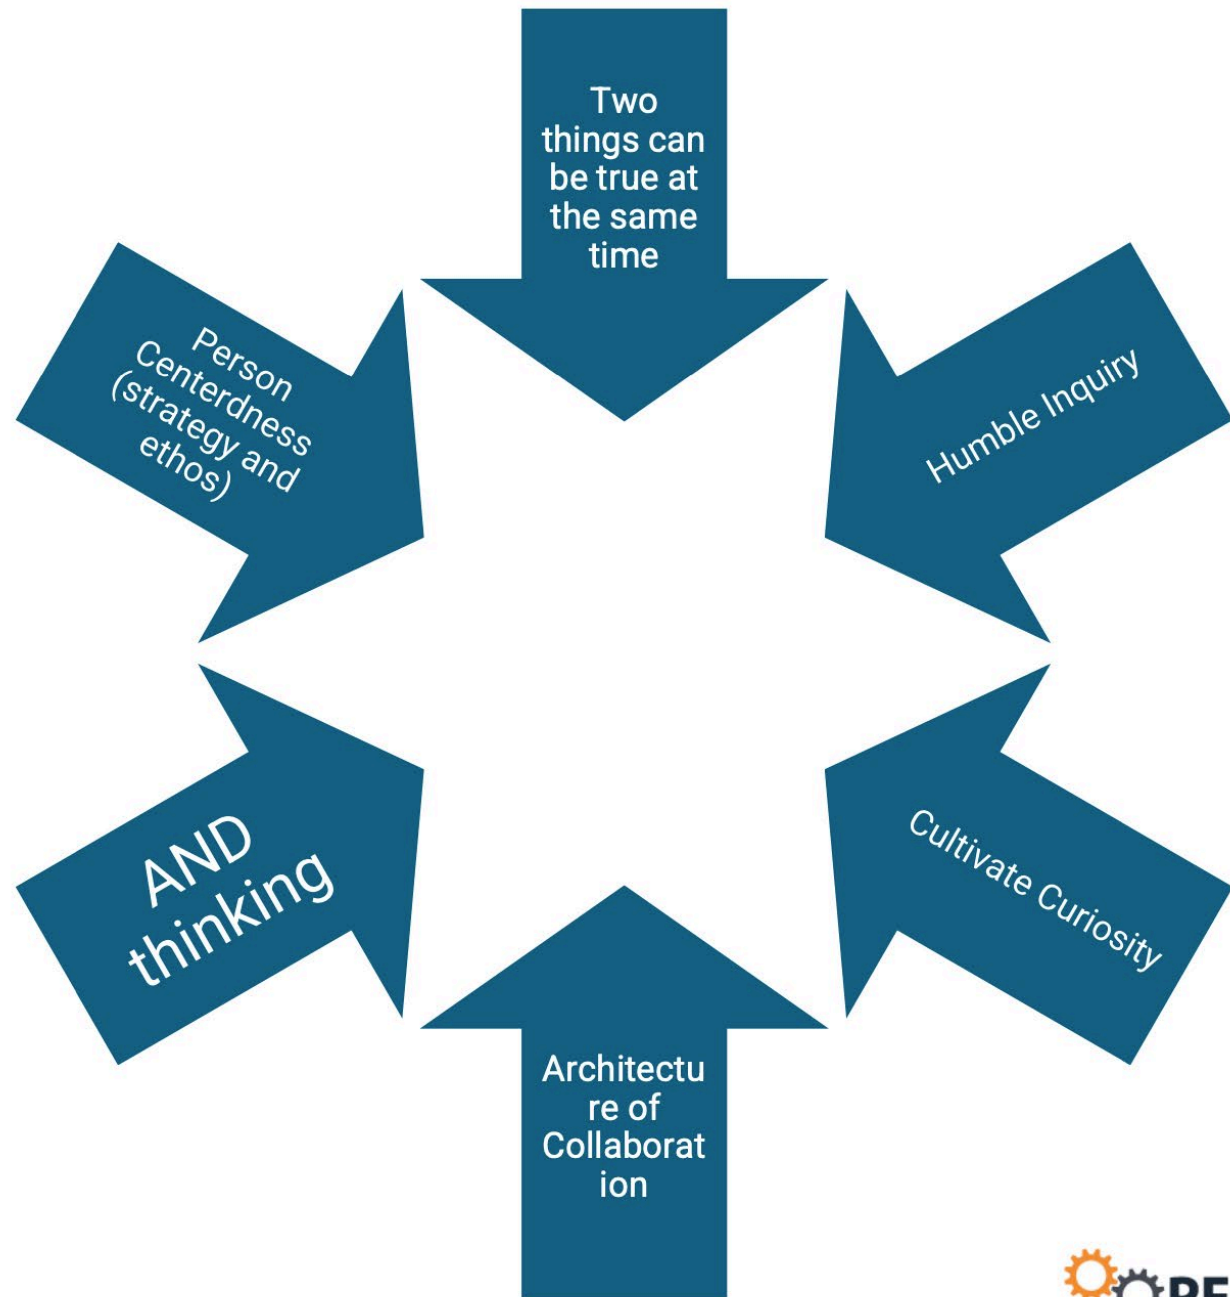 Two
things can
be true at
the same
time
Humble Inquiry
Cultivate Curiosity
Architectu
re of
Collaborat
ion
AND
thinking
Person
Centerdness
(strategy and
ethos)